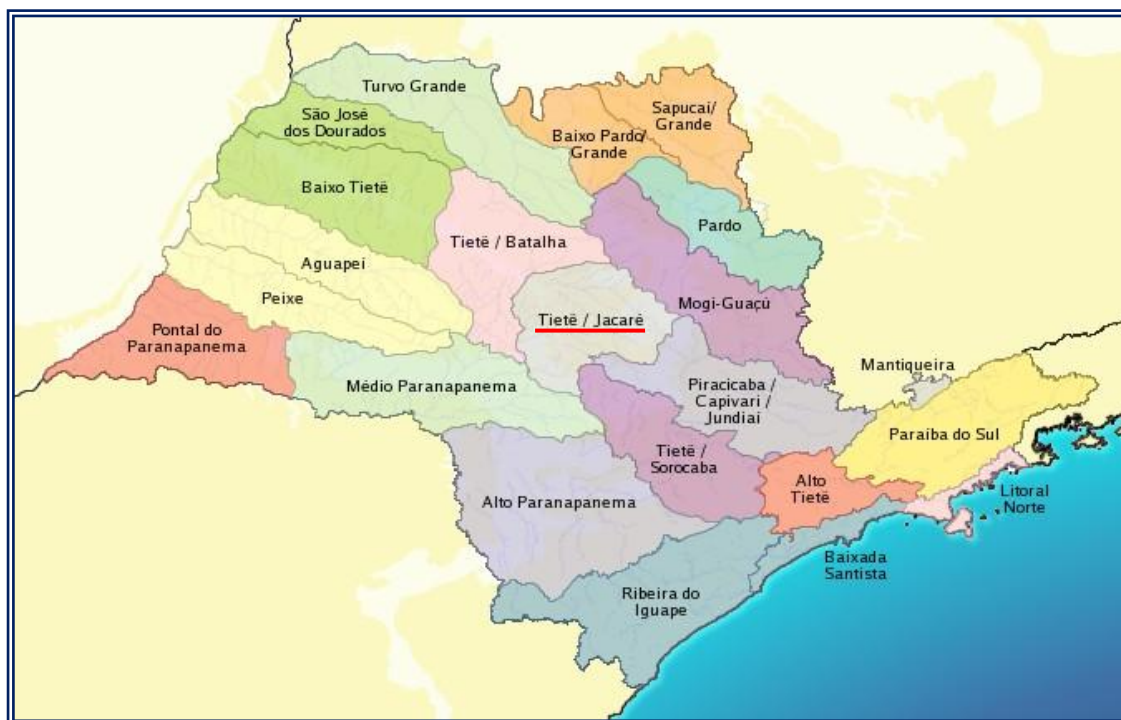 Turvo Grande
São José
dos Dourados
Sapucaí/
Grande
Baixo Pardo/
Grande
Baixo Tietê
Pardo
Tietê / Batalha
Aguapeí
Peixe
Mogi-Guaçú
Tietê / Jacaré
Pontal do
Paranapanema
Mantiqueira
Médio Paranapanema
Piracicaba /
Capivari /
Jundiaí
Paraíba do Sul
Tietê /
Sorocaba
Alto
Tietê
Alto Paranapanema
Litoral
Norte
Baixada
Santista
Ribeira do
Iguape